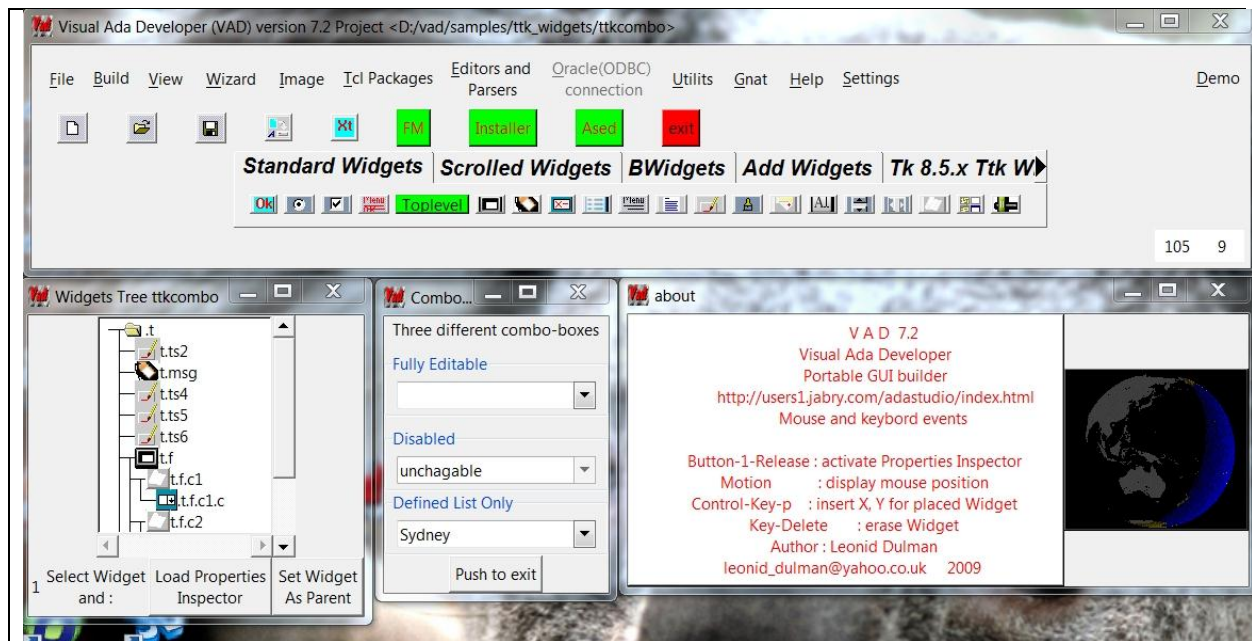 Visual Ada Developer (VAD) version 7.2 Project <D:/vad/samples/ttk_widgets/ttkcombo>
File Build View Wizard Image Tcl Packages Editors and Parsers Oracle(ODBC) connection Utilits Gnat Help Settings Demo
FM Installer Ased exit
Standard Widgets Scrolled Widgets BWidgets Add Widgets Tk 8.5.x Ttk W
Ok Menu Toplevel Menu
105 9
Widgets Tree ttkcombo
.t
t.ts2
t.msg
t.ts4
t.ts5
t.ts6
t.f
t.f.c1
.t.f.c1.c
t.f.c2
1 Select Widget and :
Load Properties Inspector
Set Widget As Parent
Combo...
Three different combo-boxes
Fully Editable
Disabled
unchagable
Defined List Only
Sydney
Push to exit
about
V A D 7.2
Visual Ada Developer
Portable GUI builder
http://users1.jabry.com/adastudio/index.html
Mouse and keybord events
Button-1-Release : activate Properties Inspector
Motion : display mouse position
Control-Key-p : insert X, Y for placed Widget
Key-Delete : erase Widget
Author : Leonid Dulman
leonid_dulman@yahoo.co.uk 2009